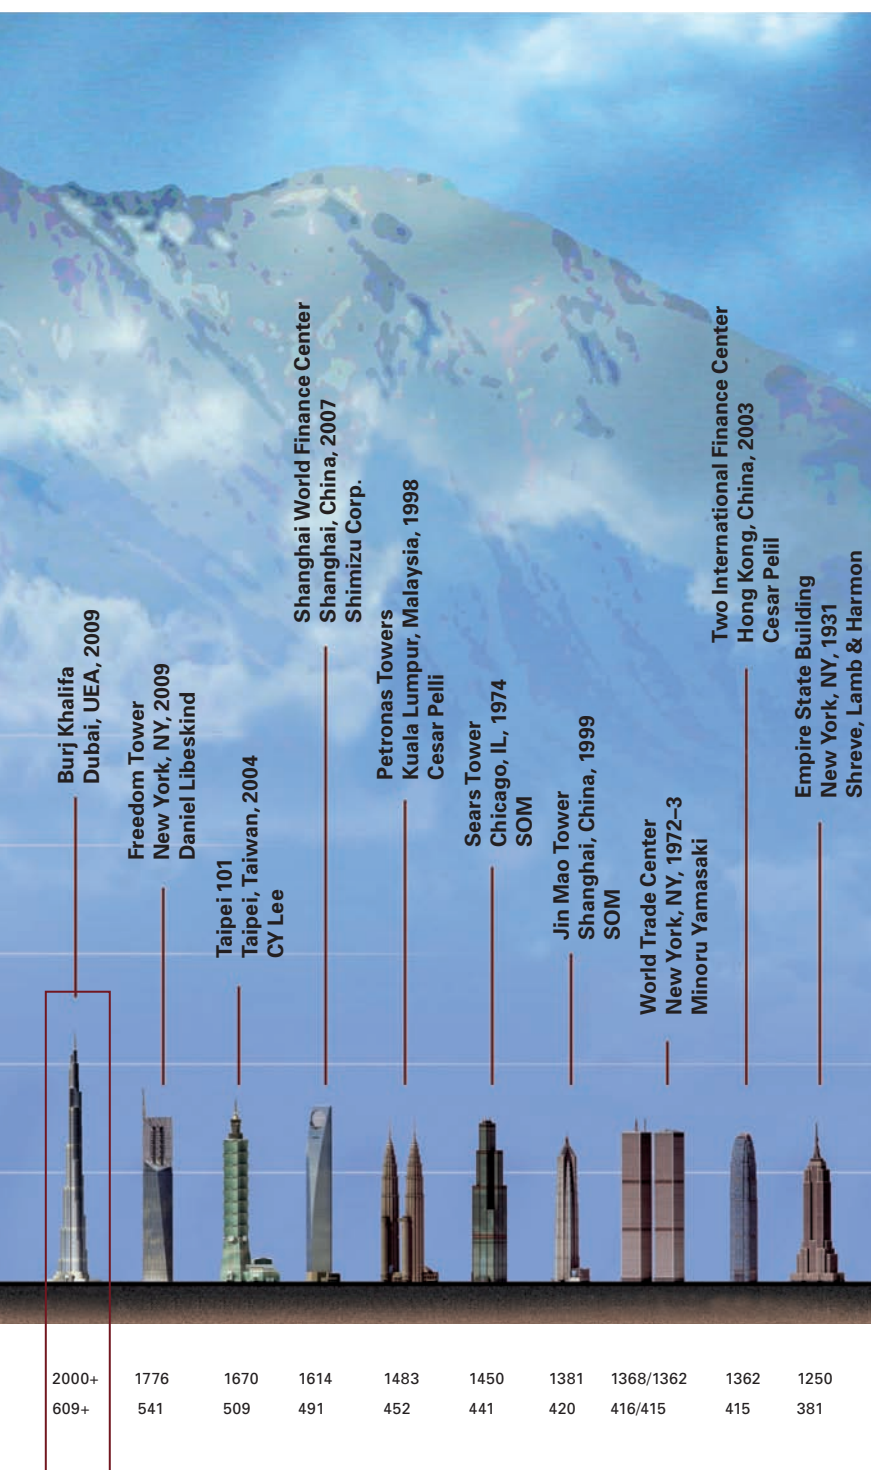 Burj Khalifa
Dubai, UEA, 2009
Freedom Tower
New York, NY, 2009
Daniel Libeskind
Taipei 101
Taipei, Taiwan, 2004
CY Lee
Shanghai World Finance Center
Shanghai, China, 2007
Shimizu Corp.
Petronas Towers
Kuala Lumpur, Malaysia, 1998
Cesar Pelli
Sears Tower
Chicago, IL, 1974
SOM
Jin Mao Tower
Shanghai, China, 1999
SOM
World Trade Center
New York, NY, 1972–3
Minoru Yamasaki
Two International Finance Center
Hong Kong, China, 2003
Cesar Pelil
Empire State Building
New York, NY, 1931
Shreve, Lamb & Harmon
2000+ 1776 1670 1614 1483 1450 1381 1368/1362 1362 1250
609+ 541 509 491 452 441 420 416/415 415 381